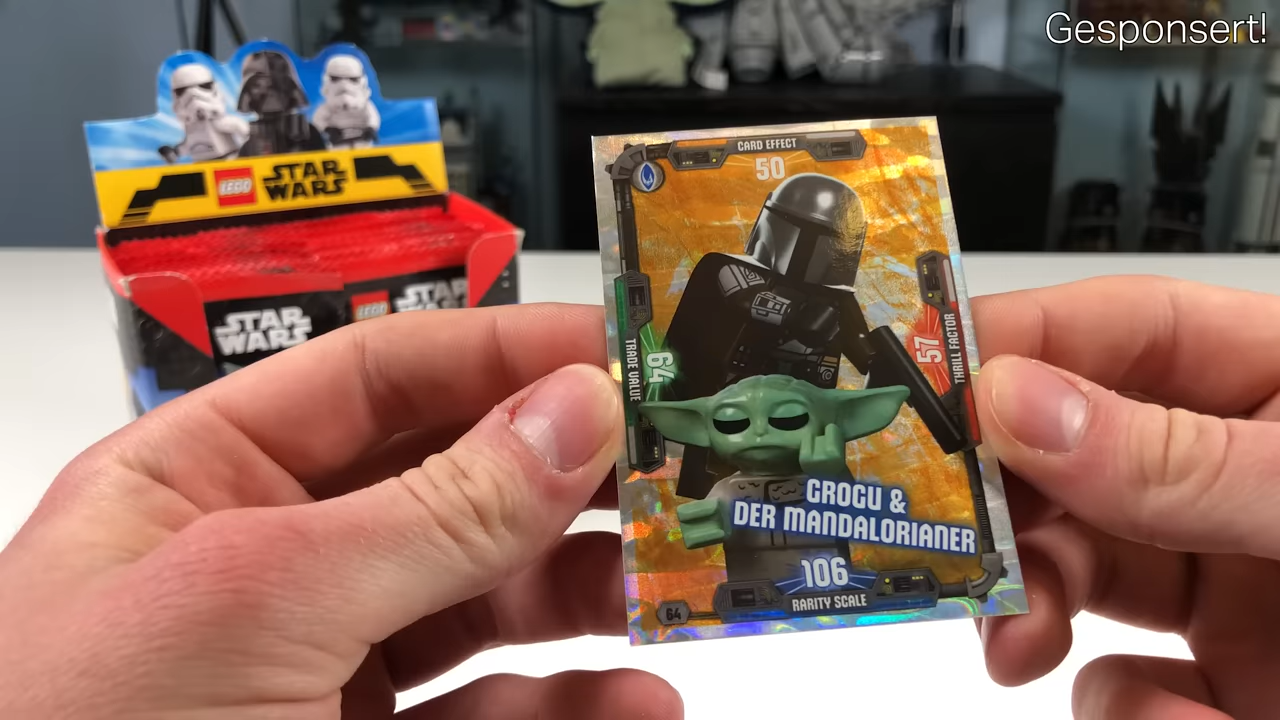 Gesponsert!
LEGO
STAR
WARS
STAR
WARS
LEGO
STAR
WARS
CARD EFFECT
50
TRADE VALUE
64
57
THRILL FACTOR
GROGU &
DER MANDALORIANER
106
RARITY SCALE
64